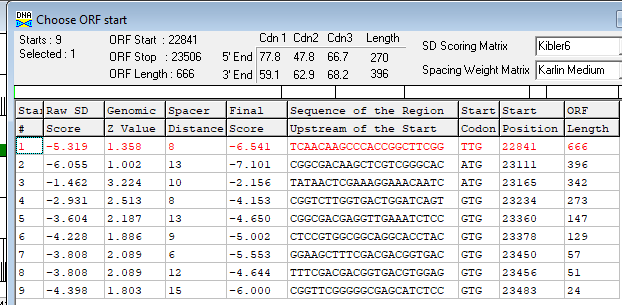 Choose ORF start
Starts : 9
Selected : 1
ORF Start : 22841
ORF Stop : 23506
ORF Length : 666
Cdn 1 Cdn2 Cdn3 Length
5' End 77.8 47.8 66.7 270
3' End 59.1 62.9 68.2 396
SD Scoring Matrix Kibler6
Spacing Weight Matrix Karlin Medium
Raw SD Genomic Spacer Final Sequence of the Region Start Start ORF
# Score Z Value Distance Score Upstream of the Start Codon Position Length
1 -5.319 1.358 8 -6.541 TCAACAAGCCCACCGGCTTCGG TTG 22841 666
2 -6.055 1.002 13 -7.101 CGGCGACAAGCTCGTCGGGCAC ATG 23111 396
3 -1.462 3.224 10 -2.156 TATAACTCGAAAGGAAACAATC ATG 23165 342
4 -2.931 2.513 8 -4.153 CGGTCTTGGTGACTGGATCAGT GTG 23234 273
5 -3.604 2.187 13 -4.650 CGGCGACGAGGTTGAAATCTCC GTG 23360 147
6 -4.228 1.886 9 -5.002 CTCCGTGGCGGCAGGCACCTAC GTG 23378 129
7 -3.808 2.089 6 -5.553 GGAAGCTTTCGACGACGGTGAC GTG 23450 57
8 -3.808 2.089 12 -4.644 TTTCGACGACGGTGACGTGGAG GTG 23456 51
9 -4.398 1.803 15 -6.000 CGGTTCGGGGGCGAGCATCTCC GTG 23483 24